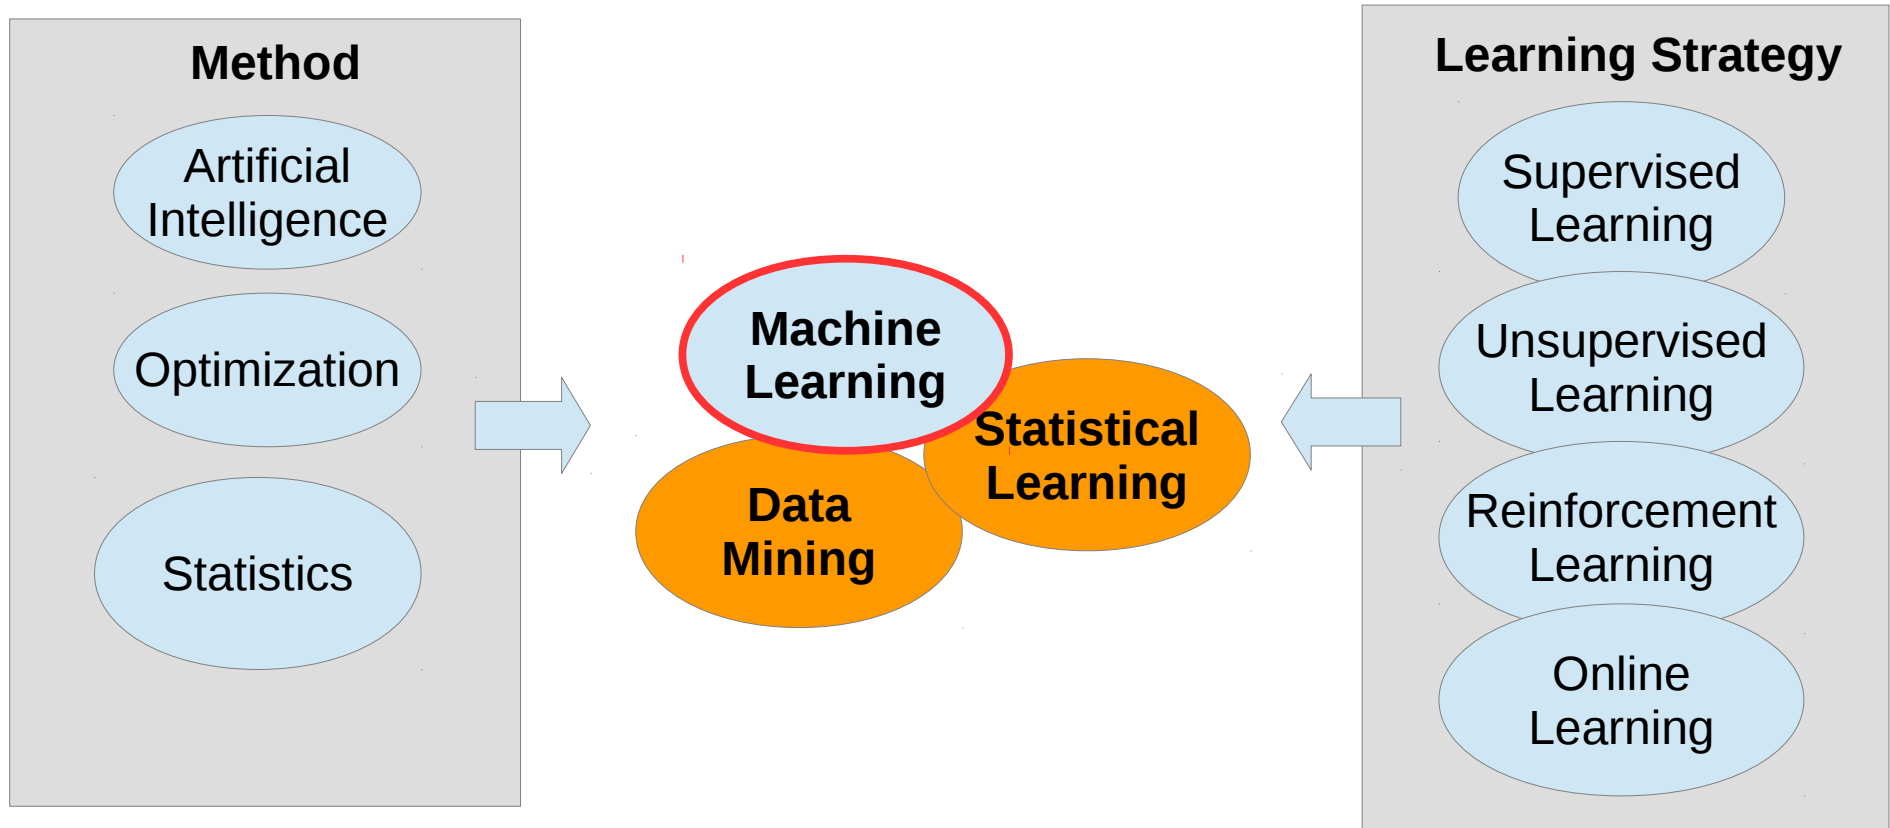 Method
Artificial
Intelligence
Optimization
Statistics
Machine
Learning
Statistical
Learning
Data
Mining
Learning Strategy
Supervised
Learning
Unsupervised
Learning
Reinforcement
Learning
Online
Learning